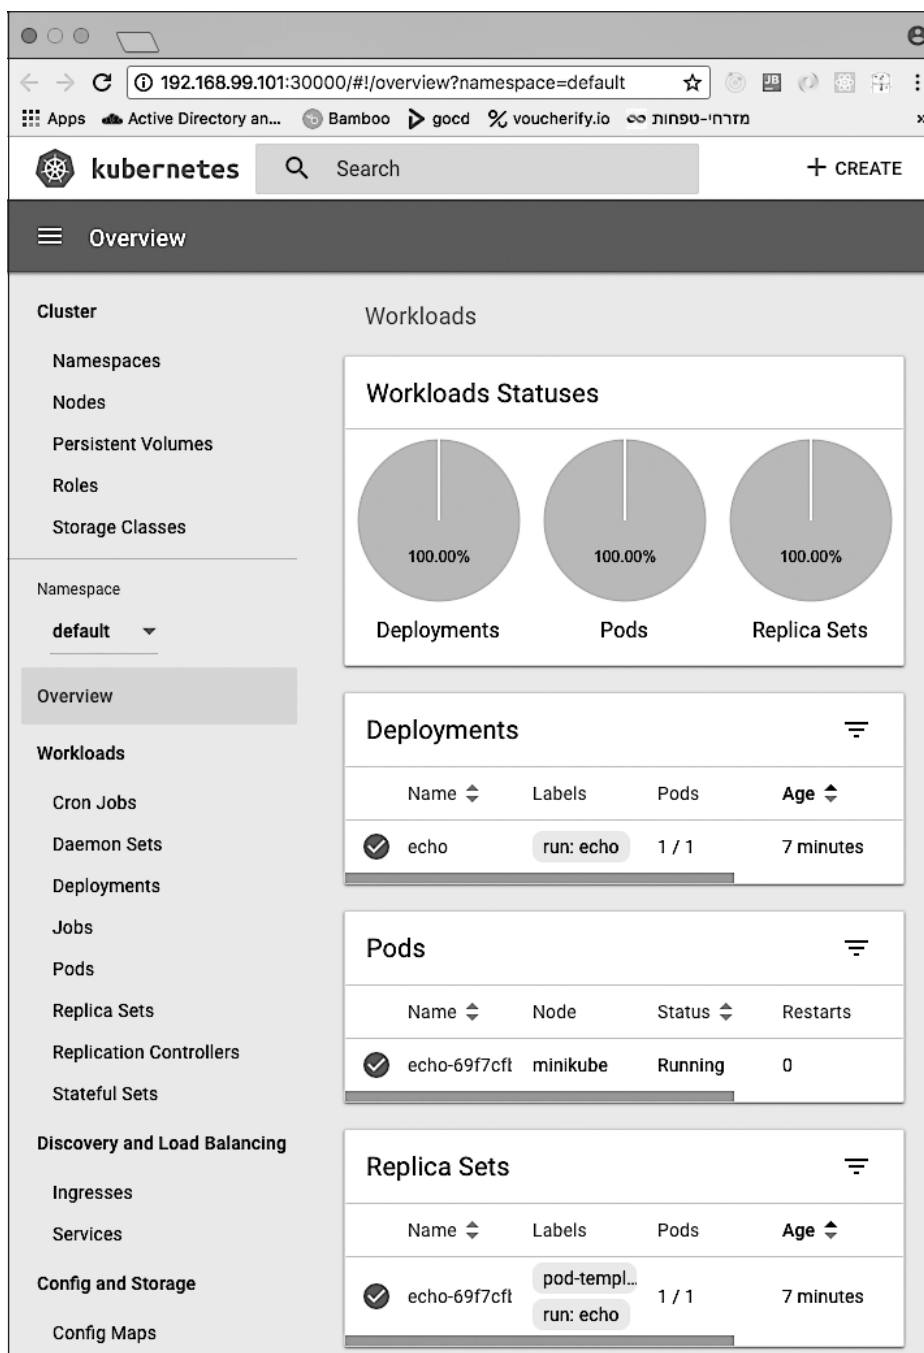 192.168.99.101:30000/#!/overview?namespace=default
Apps Active Directory an... Bamboo gocd voucherify.io מזרחי-טפחות »
kubernetes Search + CREATE
Overview
Cluster
Namespaces
Nodes
Persistent Volumes
Roles
Storage Classes
Namespace
default
Overview
Workloads
Cron Jobs
Daemon Sets
Deployments
Jobs
Pods
Replica Sets
Replication Controllers
Stateful Sets
Discovery and Load Balancing
Ingresses
Services
Config and Storage
Config Maps
Workloads
Workloads Statuses
100.00% 100.00% 100.00%
Deployments Pods Replica Sets
Deployments
Name Labels Pods Age
echo run: echo 1 / 1 7 minutes
Pods
Name Node Status Restarts
echo-69f7cfb minikube Running 0
Replica Sets
Name Labels Pods Age
echo-69f7cfb pod-templ... run: echo 1 / 1 7 minutes